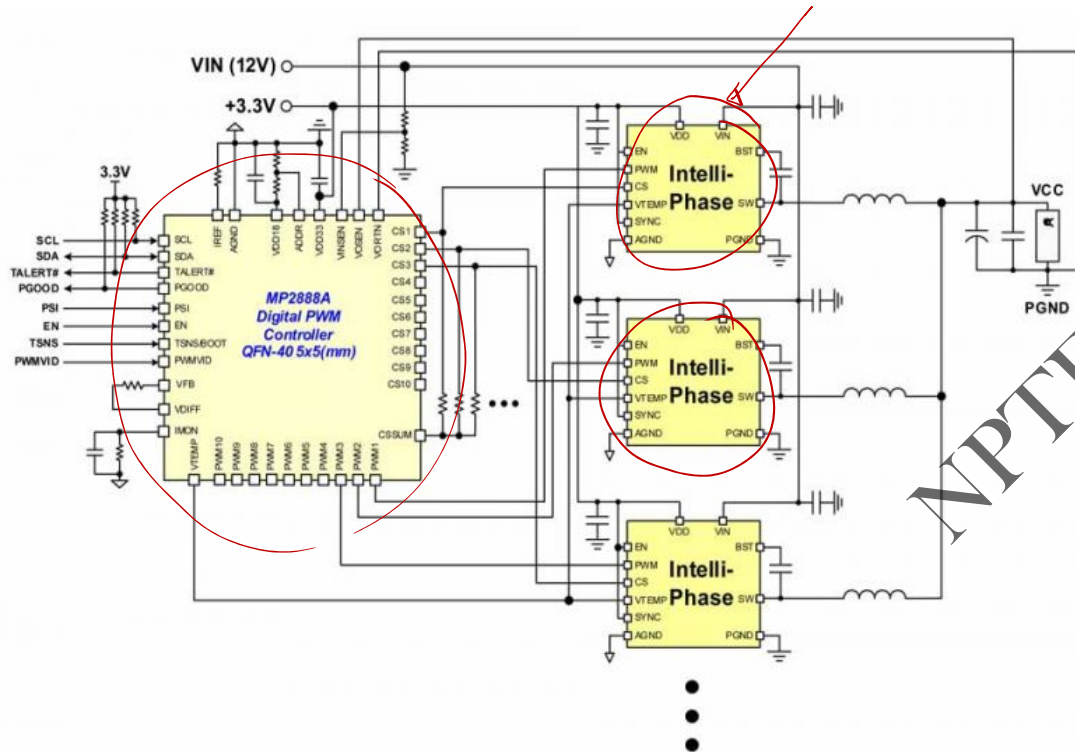 VIN (12V)
+3.3V
3.3V
SCL
SDA
TALERT#
PGOOD
PSI
EN
TSNS
PWMVID
IREF
AGND
VDD18
ADDR
VDD33
VINSEN
VOSEN
VORTN
SCL
SDA
TALERT#
PGOOD
PSI
EN
TSNS/BOOT
PWMVID
VFB
VDIFF
IMON
MP2888A
Digital PWM
Controller
QFN-40 5x5(mm)
CS1
CS2
CS3
CS4
CS5
CS6
CS7
CS8
CS9
CS10
CSSUM
VTEMP
PWM10
PWM9
PWM8
PWM7
PWM6
PWM5
PWM4
PWM3
PWM2
PWM1
VDD VIN
EN
PWM
CS
VTEMP
SYNC
AGND
Intelli-
Phase
BST
SW
PGND
VDD VIN
EN
PWM
CS
VTEMP
SYNC
AGND
Intelli-
Phase
BST
SW
PGND
VDD VIN
EN
PWM
CS
VTEMP
SYNC
AGND
Intelli-
Phase
BST
SW
PGND
VCC
PGND